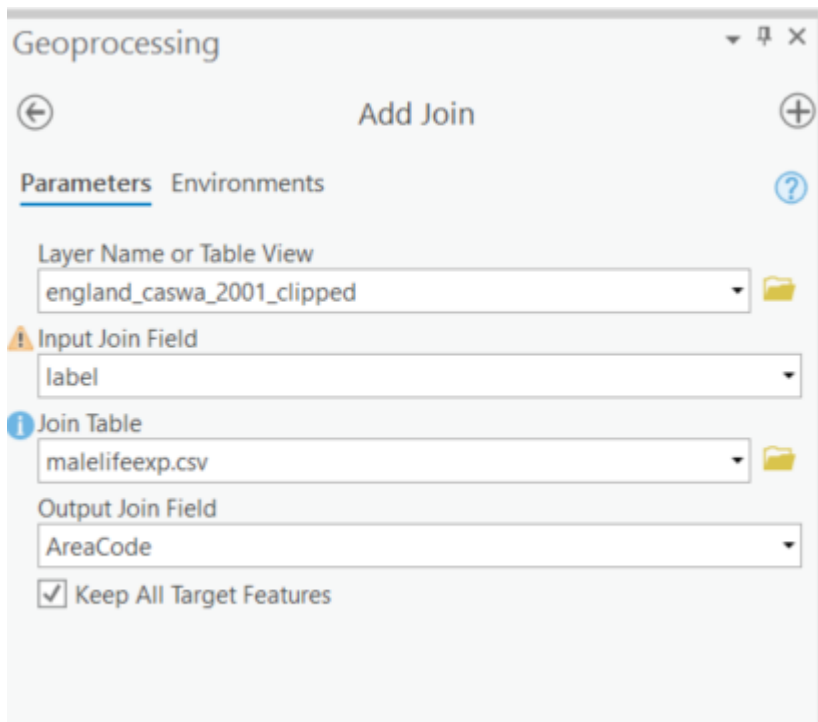 Geoprocessing
Add Join
Parameters Environments
Layer Name or Table View
england_caswa_2001_clipped
Input Join Field
label
Join Table
malelifeexp.csv
Output Join Field
AreaCode
Keep All Target Features